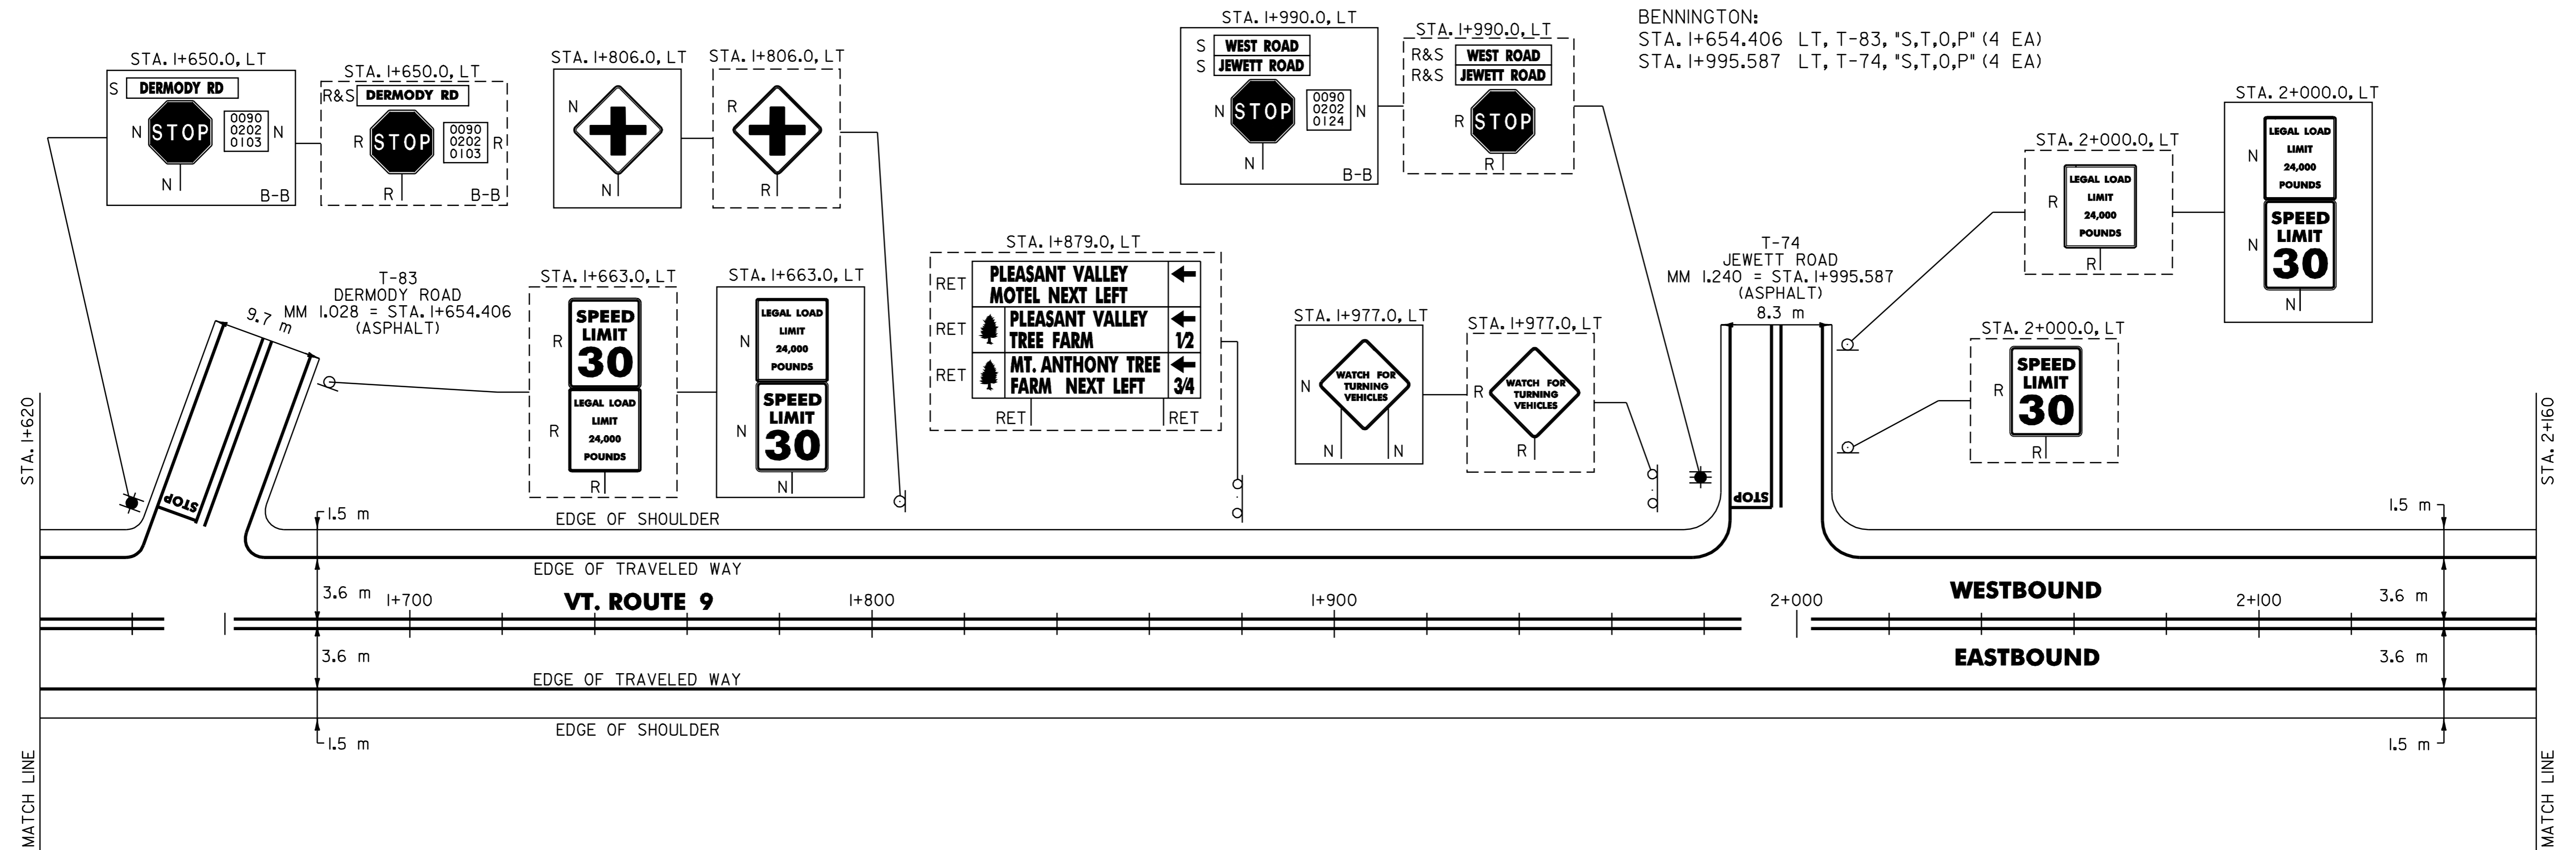 BENNINGTON:
STA. 1+654.406 LT, T-83, "S,T,O,P" (4 EA)
STA. 1+995.587 LT, T-74, "S,T,O,P" (4 EA)
STA. 1+650.0, LT
S DERMODY RD
N STOP
0090
0202
0103
N
N
B-B
STA. 1+650.0, LT
R&S DERMODY RD
R STOP
0090
0202
0103
R
R
B-B
STA. 1+806.0, LT
N
N
STA. 1+806.0, LT
R
R
STA. 1+990.0, LT
S WEST ROAD
S JEWETT ROAD
N STOP
0090
0202
0124
N
N
B-B
STA. 1+990.0, LT
R&S WEST ROAD
R&S JEWETT ROAD
R STOP
R
STA. 2+000.0, LT
R
LEGAL LOAD
LIMIT
24,000
POUNDS
R
STA. 2+000.0, LT
N
LEGAL LOAD
LIMIT
24,000
POUNDS
N
SPEED
LIMIT
30
N
T-83
DERMODY ROAD
MM 1.028 = STA. 1+654.406
(ASPHALT)
9.7 m
STA. 1+663.0, LT
R
SPEED
LIMIT
30
R
LEGAL LOAD
LIMIT
24,000
POUNDS
R
STA. 1+663.0, LT
N
LEGAL LOAD
LIMIT
24,000
POUNDS
N
SPEED
LIMIT
30
N
STA. 1+879.0, LT
RET PLEASANT VALLEY
MOTEL NEXT LEFT
RET PLEASANT VALLEY
TREE FARM 1/2
RET MT. ANTHONY TREE
FARM NEXT LEFT 3/4
RET RET
STA. 1+977.0, LT
N
WATCH FOR
TURNING
VEHICLES
N N
STA. 1+977.0, LT
R
WATCH FOR
TURNING
VEHICLES
R
T-74
JEWETT ROAD
MM 1.240 = STA. 1+995.587
(ASPHALT)
8.3 m
STA. 2+000.0, LT
R
SPEED
LIMIT
30
R
STA. 1+620
MATCH LINE
STOP
STOP
1.5 m
EDGE OF SHOULDER
1.5 m
EDGE OF TRAVELED WAY
3.6 m
1+700
VT. ROUTE 9
1+800
1+900
2+000
WESTBOUND
2+100
3.6 m
3.6 m
EASTBOUND
3.6 m
EDGE OF TRAVELED WAY
EDGE OF SHOULDER
1.5 m
1.5 m
STA. 2+160
MATCH LINE